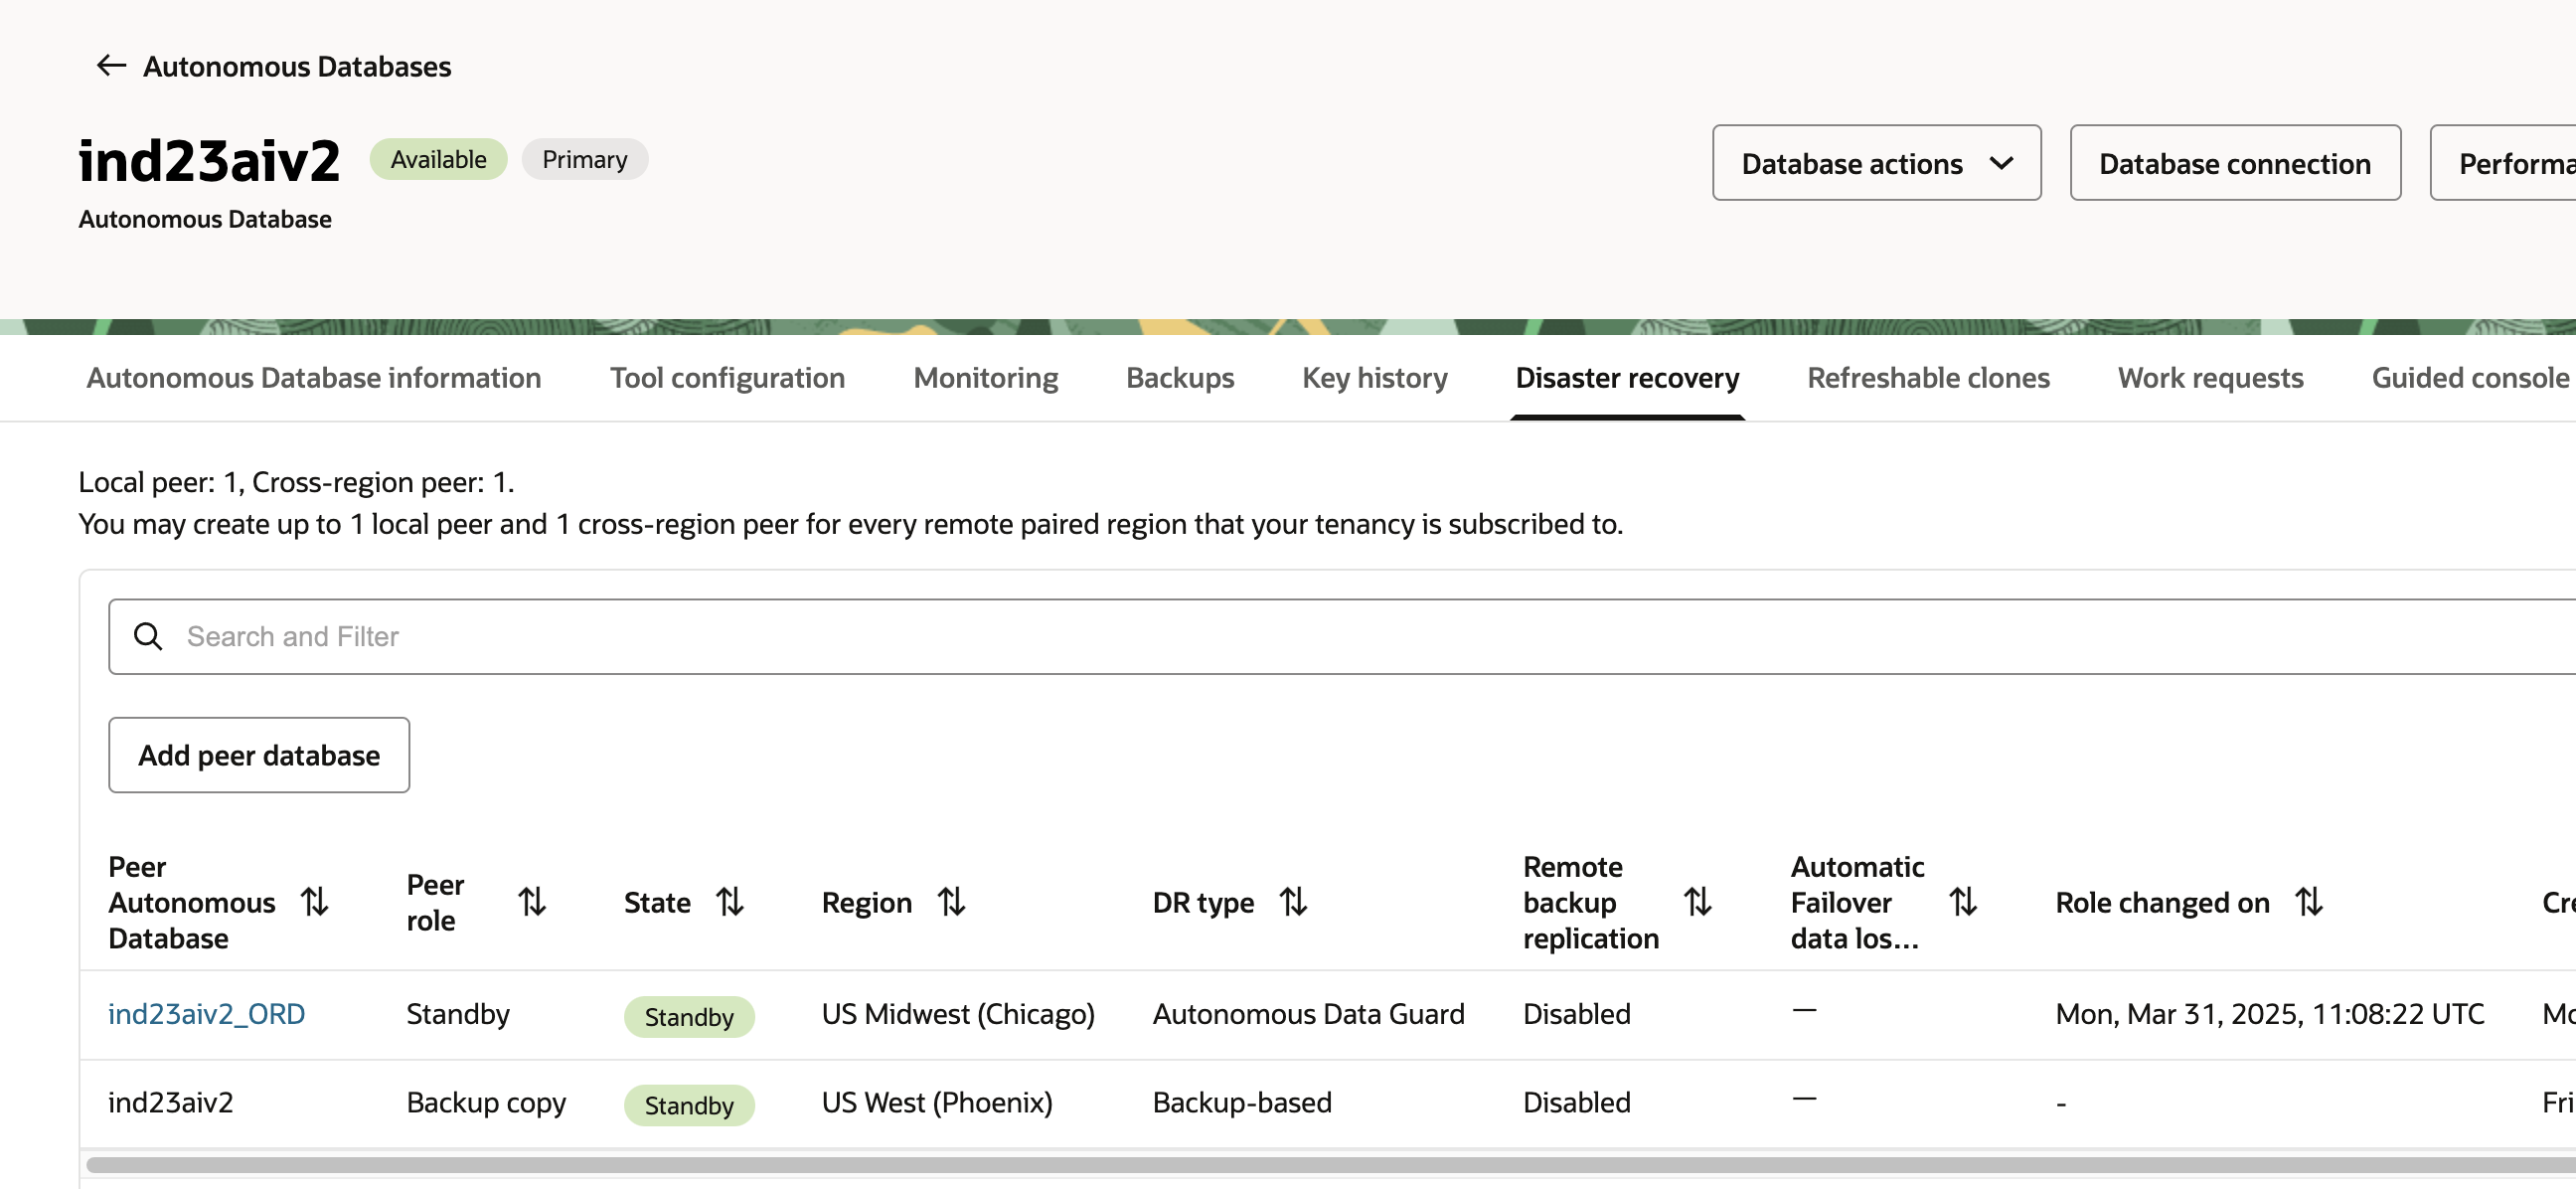 Autonomous Databases
ind23aiv2 Available Primary
Autonomous Database
Database actions Database connection Performa
Autonomous Database information Tool configuration Monitoring Backups Key history Disaster recovery Refreshable clones Work requests Guided console
Local peer: 1, Cross-region peer: 1.
You may create up to 1 local peer and 1 cross-region peer for every remote paired region that your tenancy is subscribed to.
Search and Filter
Add peer database
Peer Autonomous Database Peer role State Region DR type Remote backup replication Automatic Failover data los... Role changed on Cre
ind23aiv2_ORD Standby Standby US Midwest (Chicago) Autonomous Data Guard Disabled — Mon, Mar 31, 2025, 11:08:22 UTC Mo
ind23aiv2 Backup copy Standby US West (Phoenix) Backup-based Disabled — - Fri